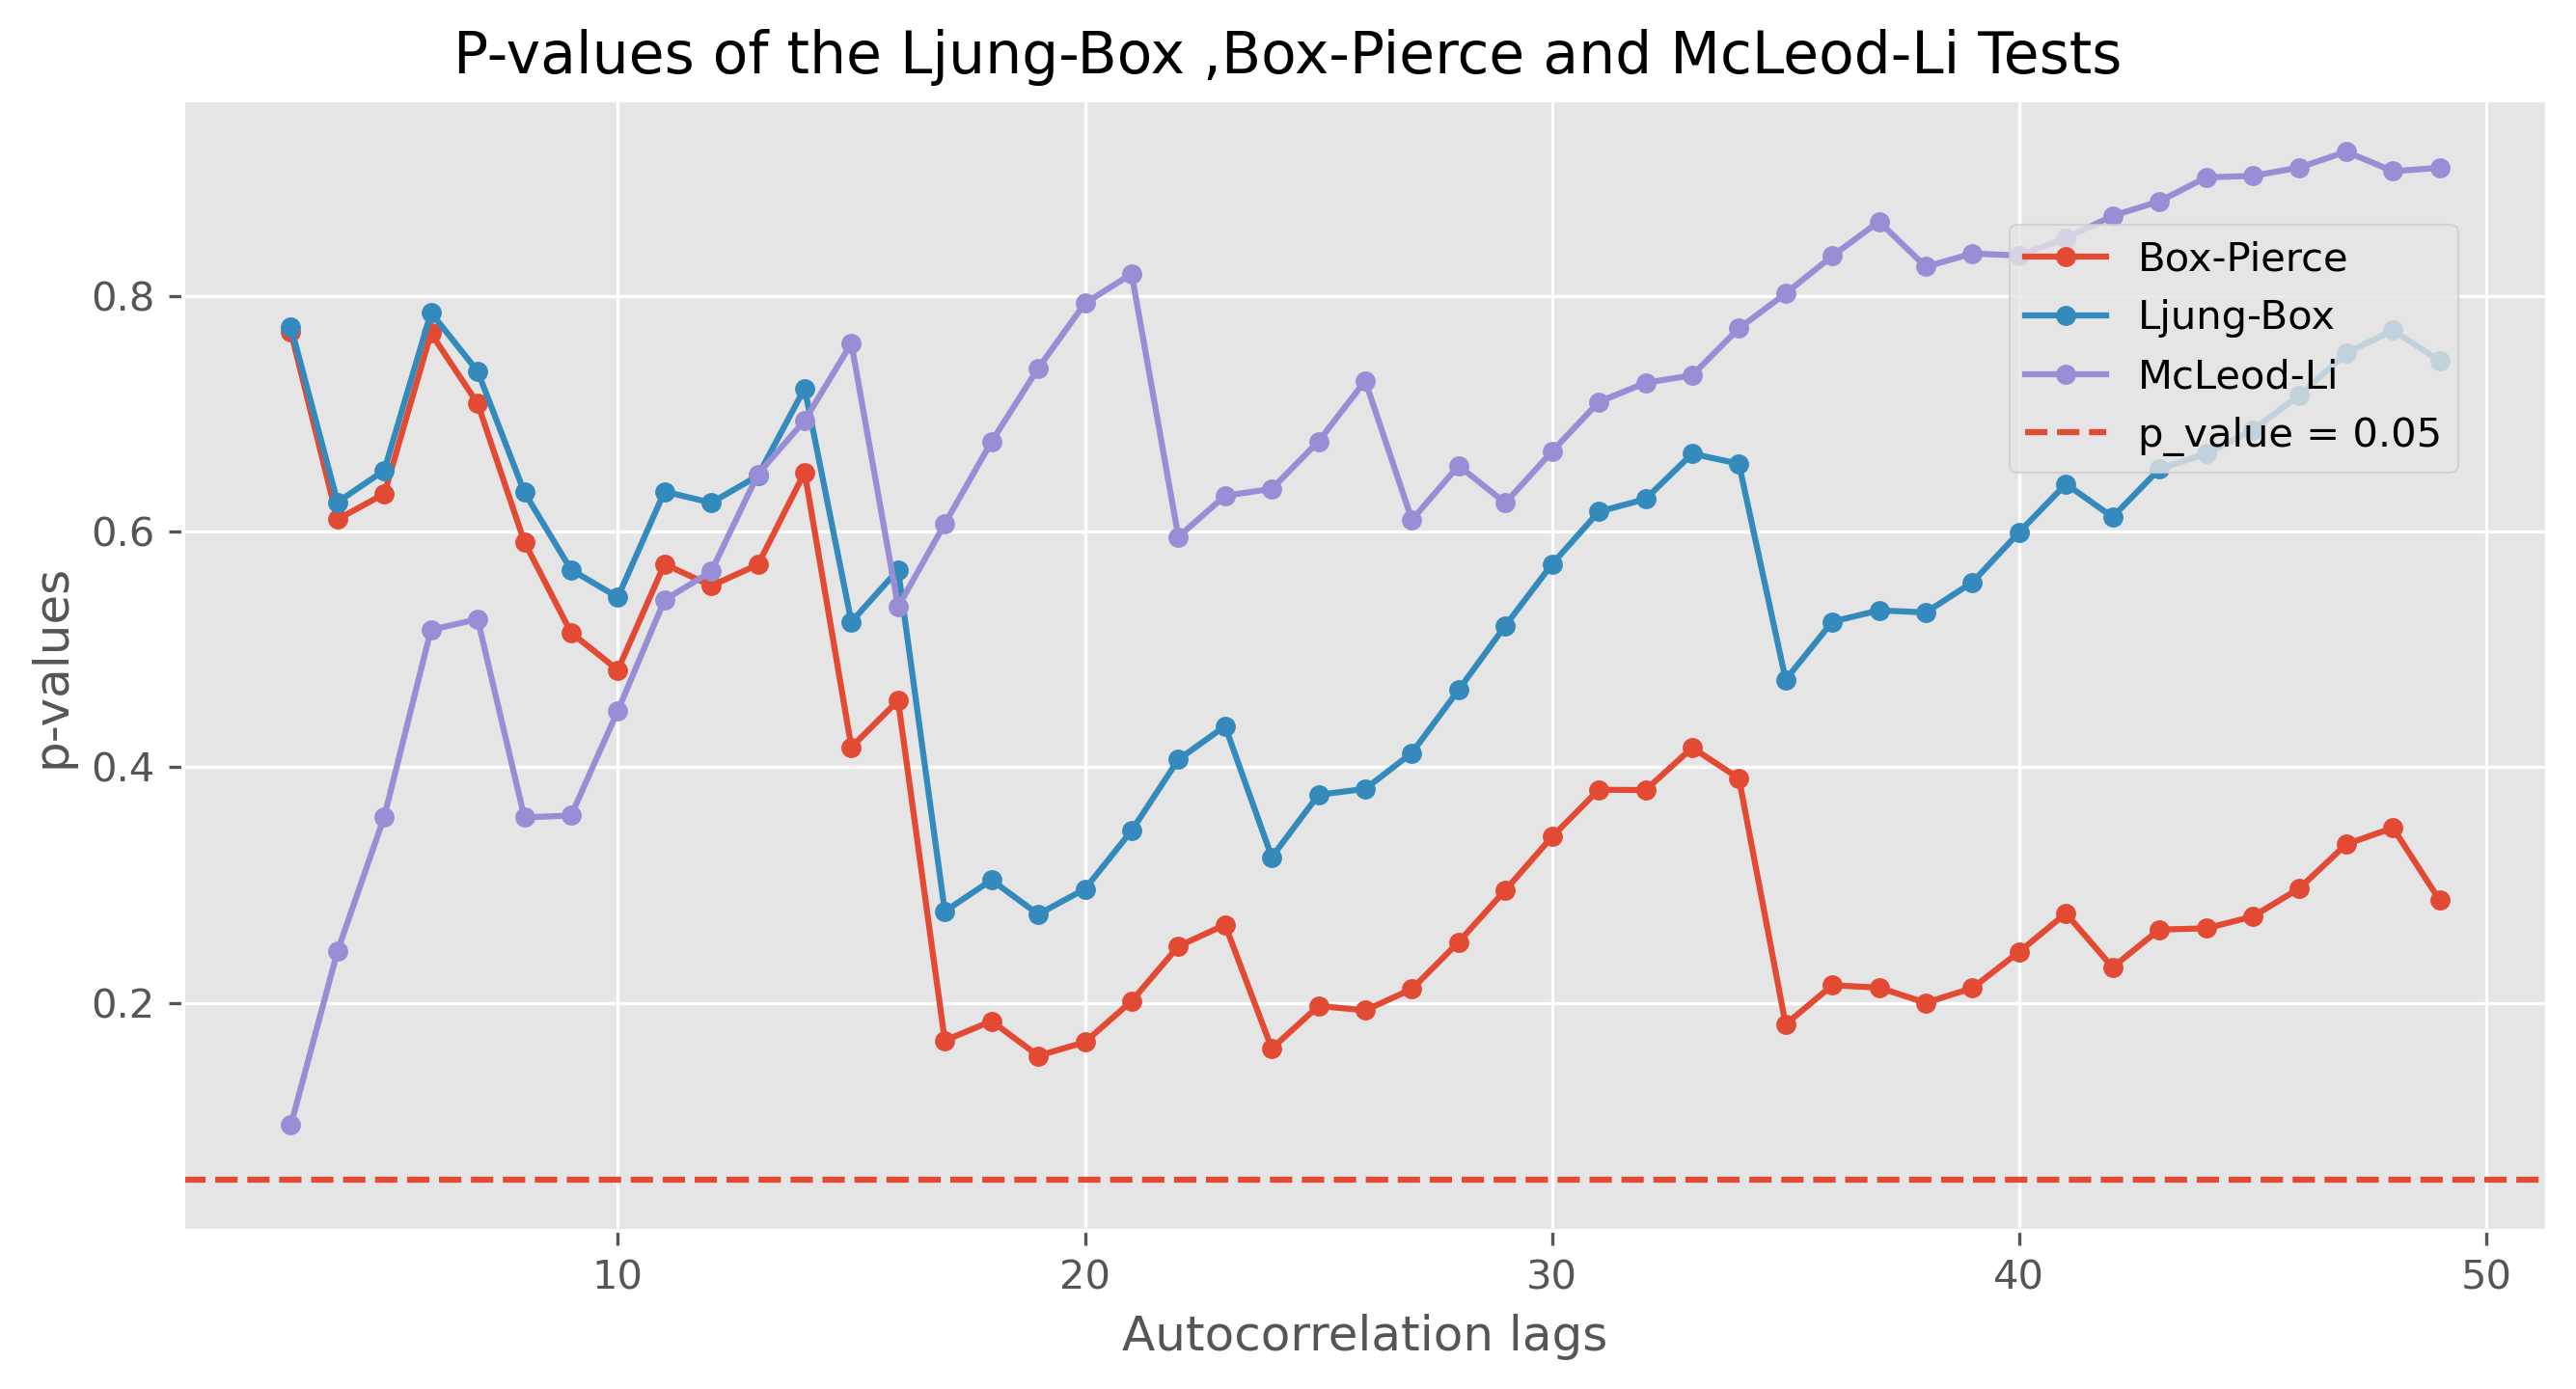 P-values of the Ljung-Box ,Box-Pierce and McLeod-Li Tests
p-values
0.8
0.6
0.4
0.2
Box-Pierce
Ljung-Box
McLeod-Li
p_value = 0.05
10 20 30 40 50
Autocorrelation lags